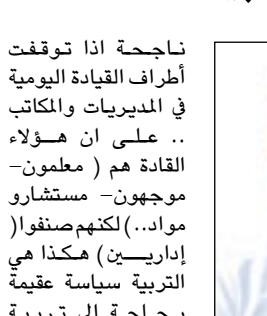 ناجحة اذا توقفت
أطراف القيادة اليومية
في المديريات والمكاتب
.. على ان هؤلاء
القادة هم ( معلمون–
موجهون– مستشارو
مواد..)لكنهم صنفوا(
إداريين) هكذا هي
التربية سياسة عقيمة